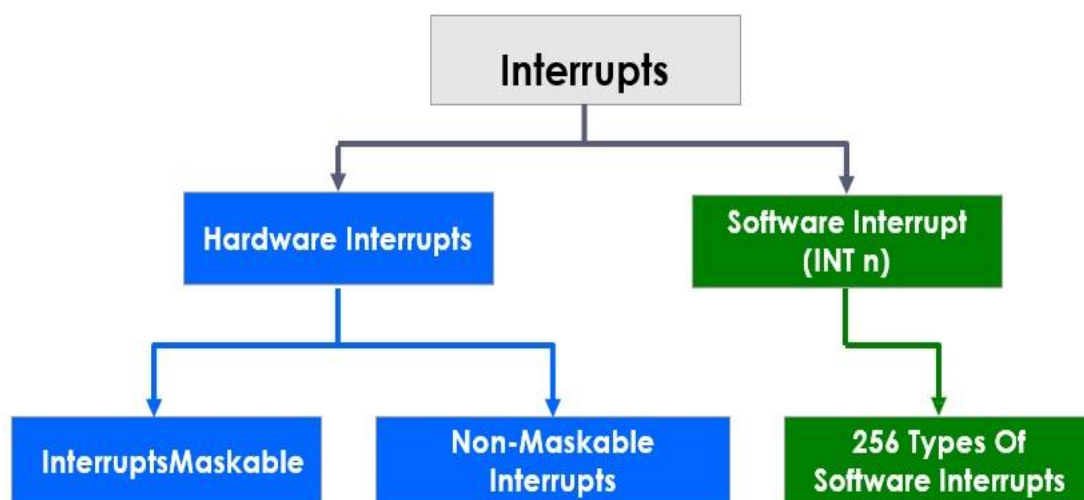 Interrupts
Hardware Interrupts
Software Interrupt
(INT n)
InterruptsMaskable
Non-Maskable
Interrupts
256 Types Of
Software Interrupts